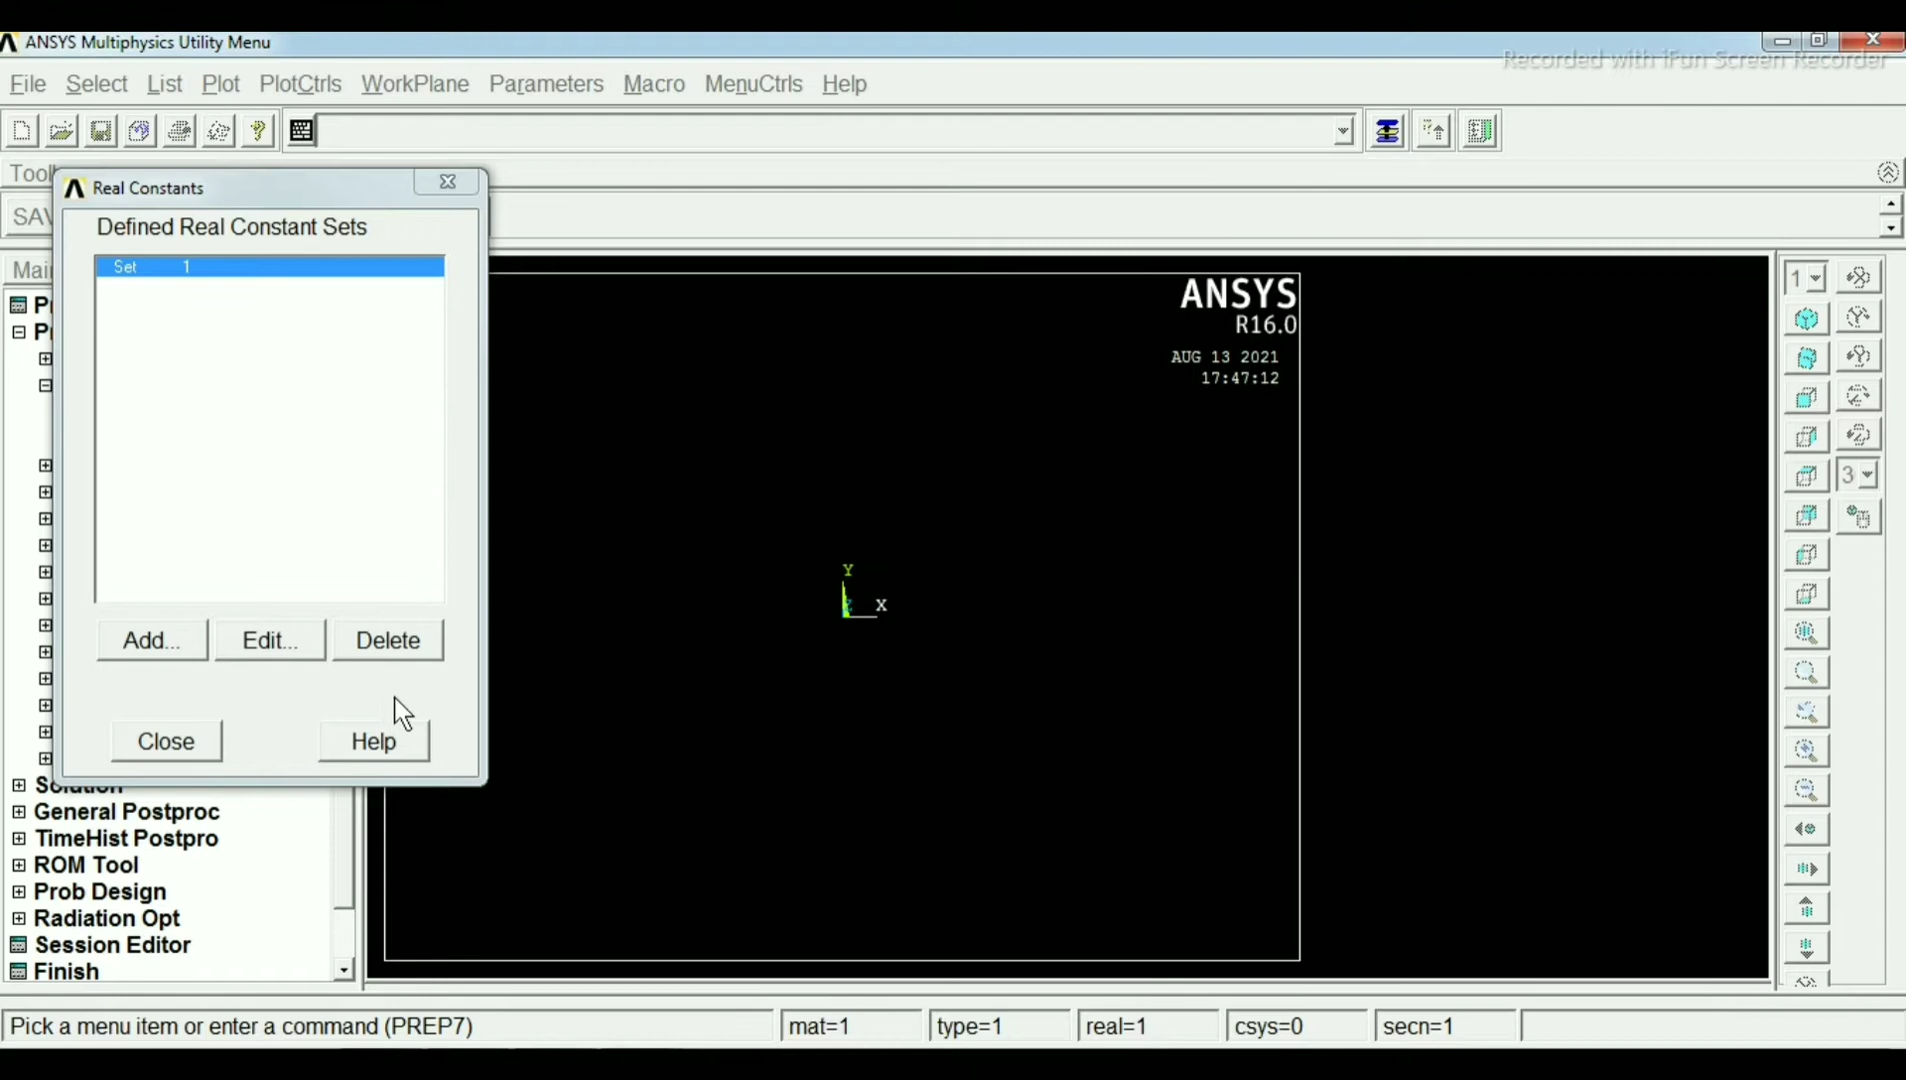 ANSYS Multiphysics Utility Menu
Recorded with iFun Screen Recorder
File Select List Plot PlotCtrls WorkPlane Parameters Macro MenuCtrls Help
Real Constants
Defined Real Constant Sets
Set 1
Add... Edit... Delete
Close Help
ANSYS
R16.0
AUG 13 2021
17:47:12
Y
X
1
3
General Postproc
TimeHist Postpro
ROM Tool
Prob Design
Radiation Opt
Session Editor
Finish
Pick a menu item or enter a command (PREP7) mat=1 type=1 real=1 csys=0 secn=1